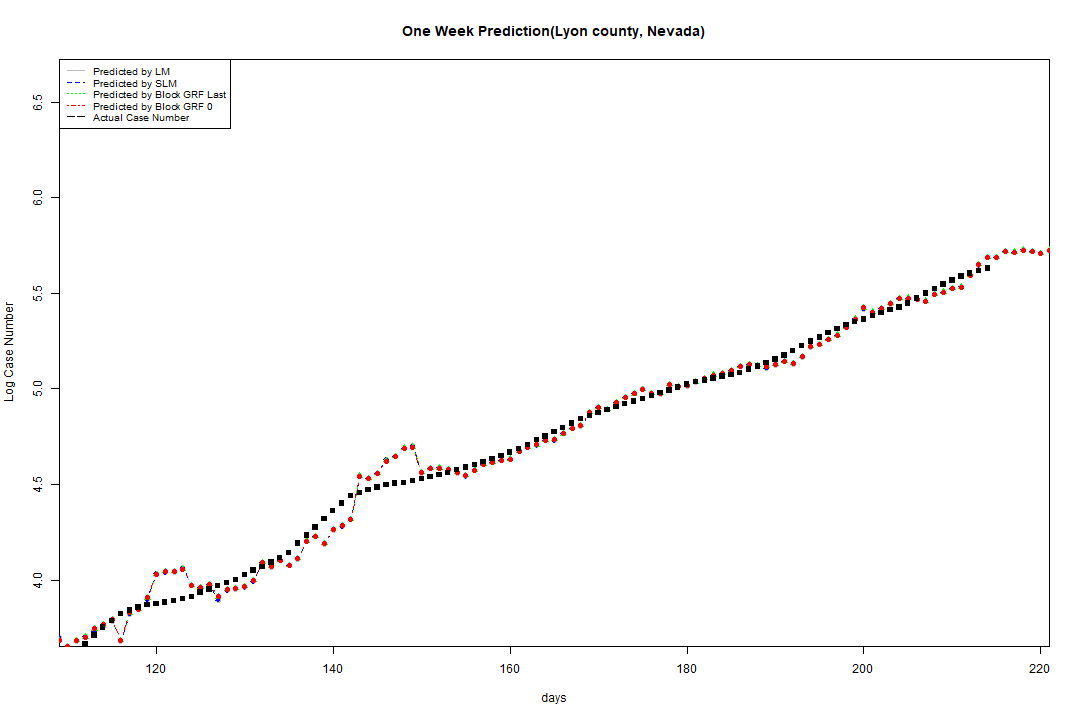 One Week Prediction(Lyon county, Nevada)
Predicted by LM
Predicted by SLM
Predicted by Block GRF Last
Predicted by Block GRF 0
Actual Case Number
6.5
6.0
5.5
5.0
4.5
4.0
Log Case Number
120 140 160 180 200 220
days